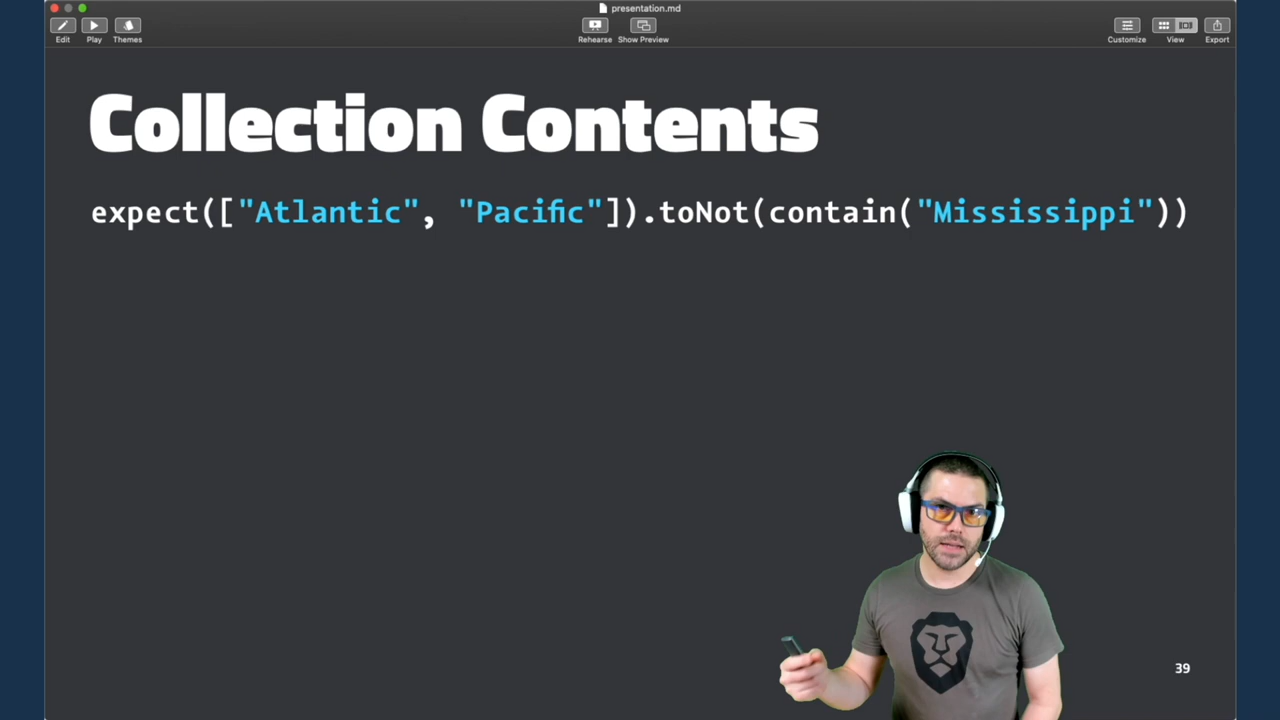 presentation.md
Edit
Play
Themes
Rehearse
Show Preview
Customize
View
Export
Collection Contents
expect(["Atlantic", "Pacific"]).toNot(contain("Mississippi"))
39